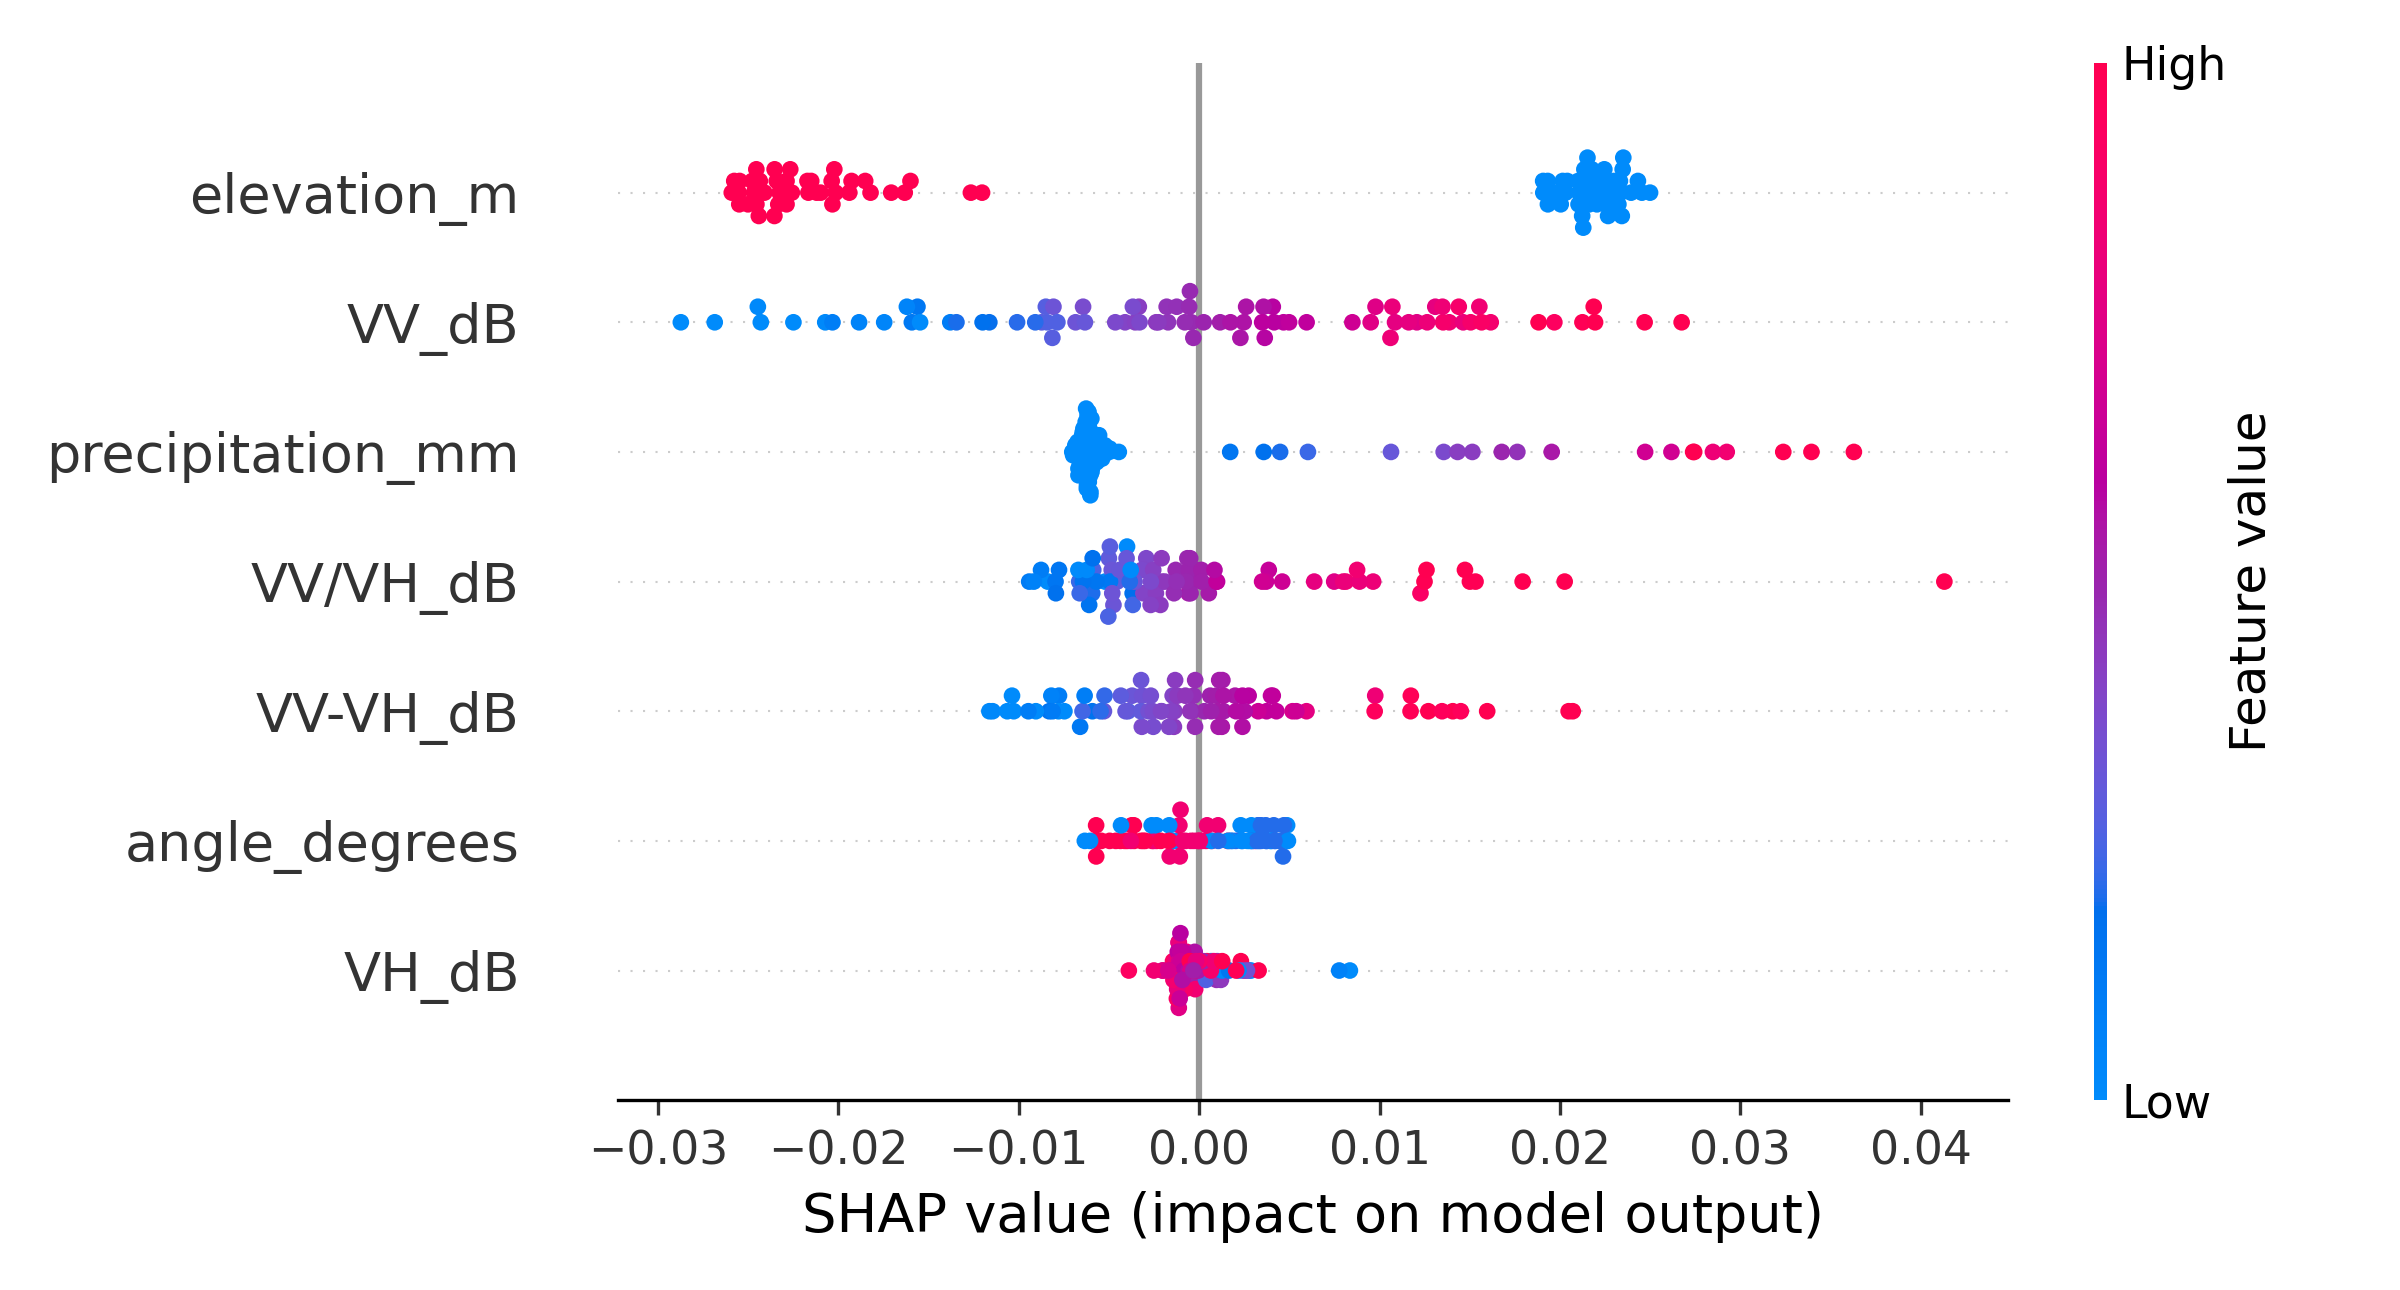 High
elevation_m
VV_dB
precipitation_mm
VV/VH_dB
VV-VH_dB
angle_degrees
VH_dB
Feature value
Low
−0.03 −0.02 −0.01 0.00 0.01 0.02 0.03 0.04
SHAP value (impact on model output)